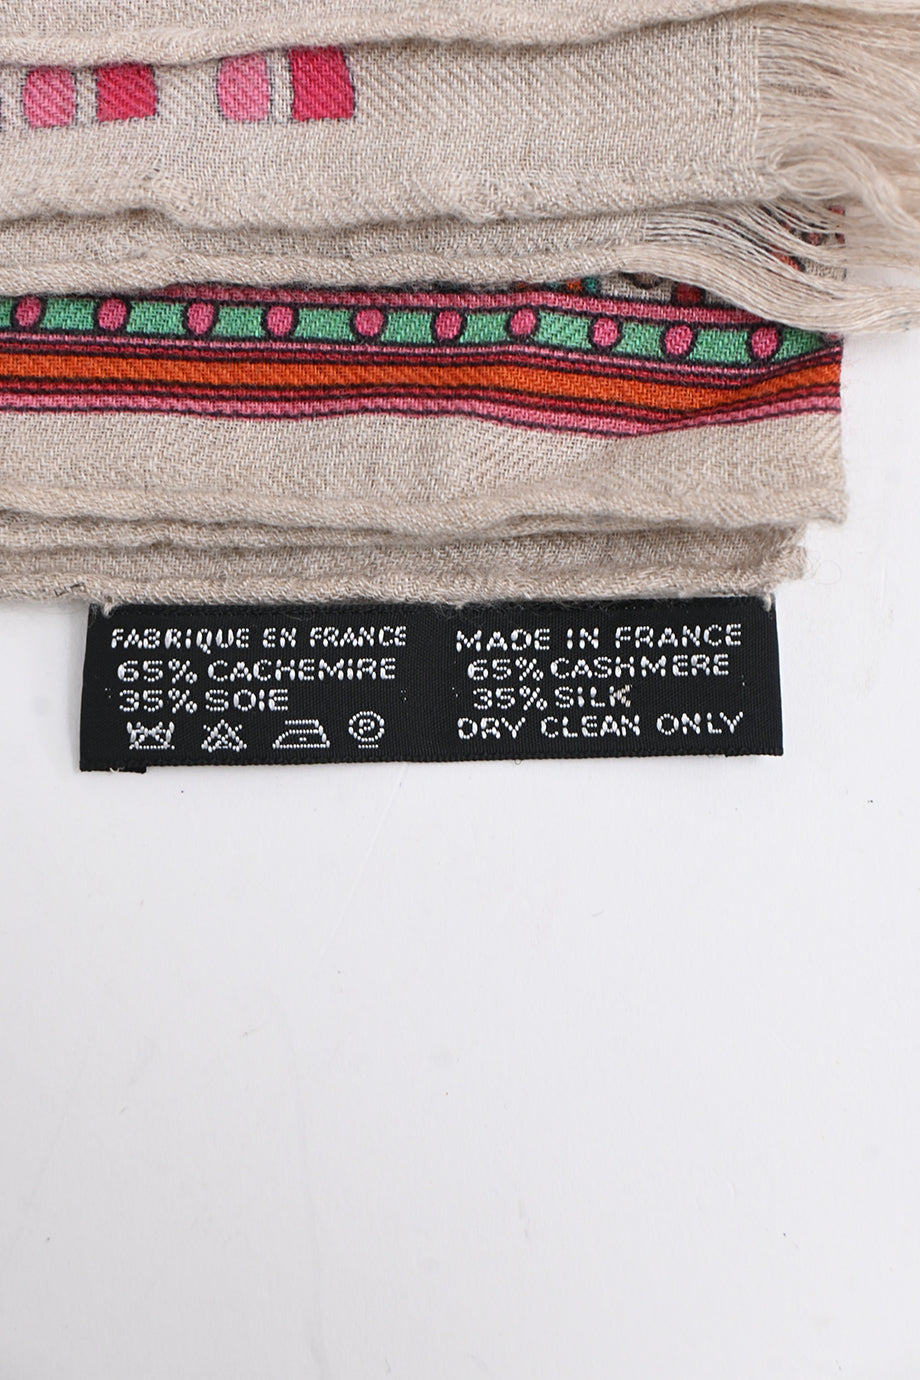 FABRIQUE EN FRANCE
65% CACHEMIRE
35% SOIE
MADE IN FRANCE
65% CASHMERE
35% SILK
DRY CLEAN ONLY